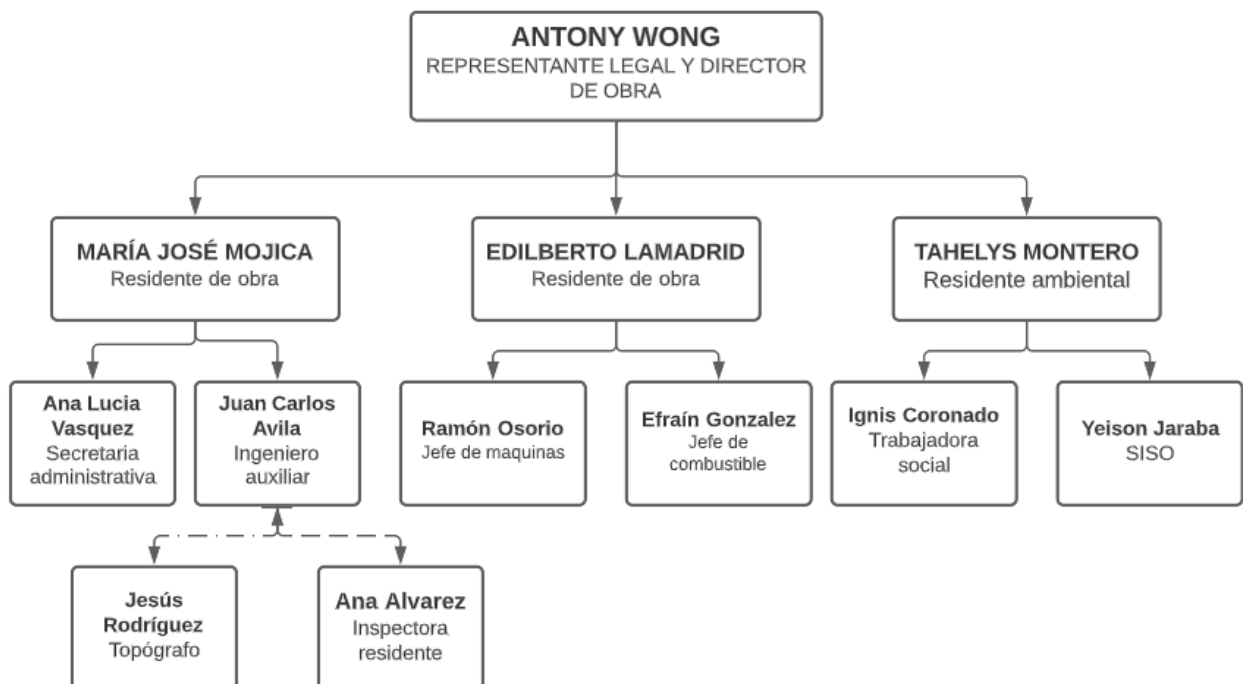 ANTONY WONG
REPRESENTANTE LEGAL Y DIRECTOR
DE OBRA
MARÍA JOSÉ MOJICA
Residente de obra
EDILBERTO LAMADRID
Residente de obra
TAHELYS MONTERO
Residente ambiental
Ana Lucia
Vasquez
Secretaria
administrativa
Juan Carlos
Avila
Ingeniero
auxiliar
Ramón Osorio
Jefe de maquinas
Efraín Gonzalez
Jefe de
combustible
Ignis Coronado
Trabajadora
social
Yeison Jaraba
SISO
Jesús
Rodríguez
Topógrafo
Ana Alvarez
Inspectora
residente